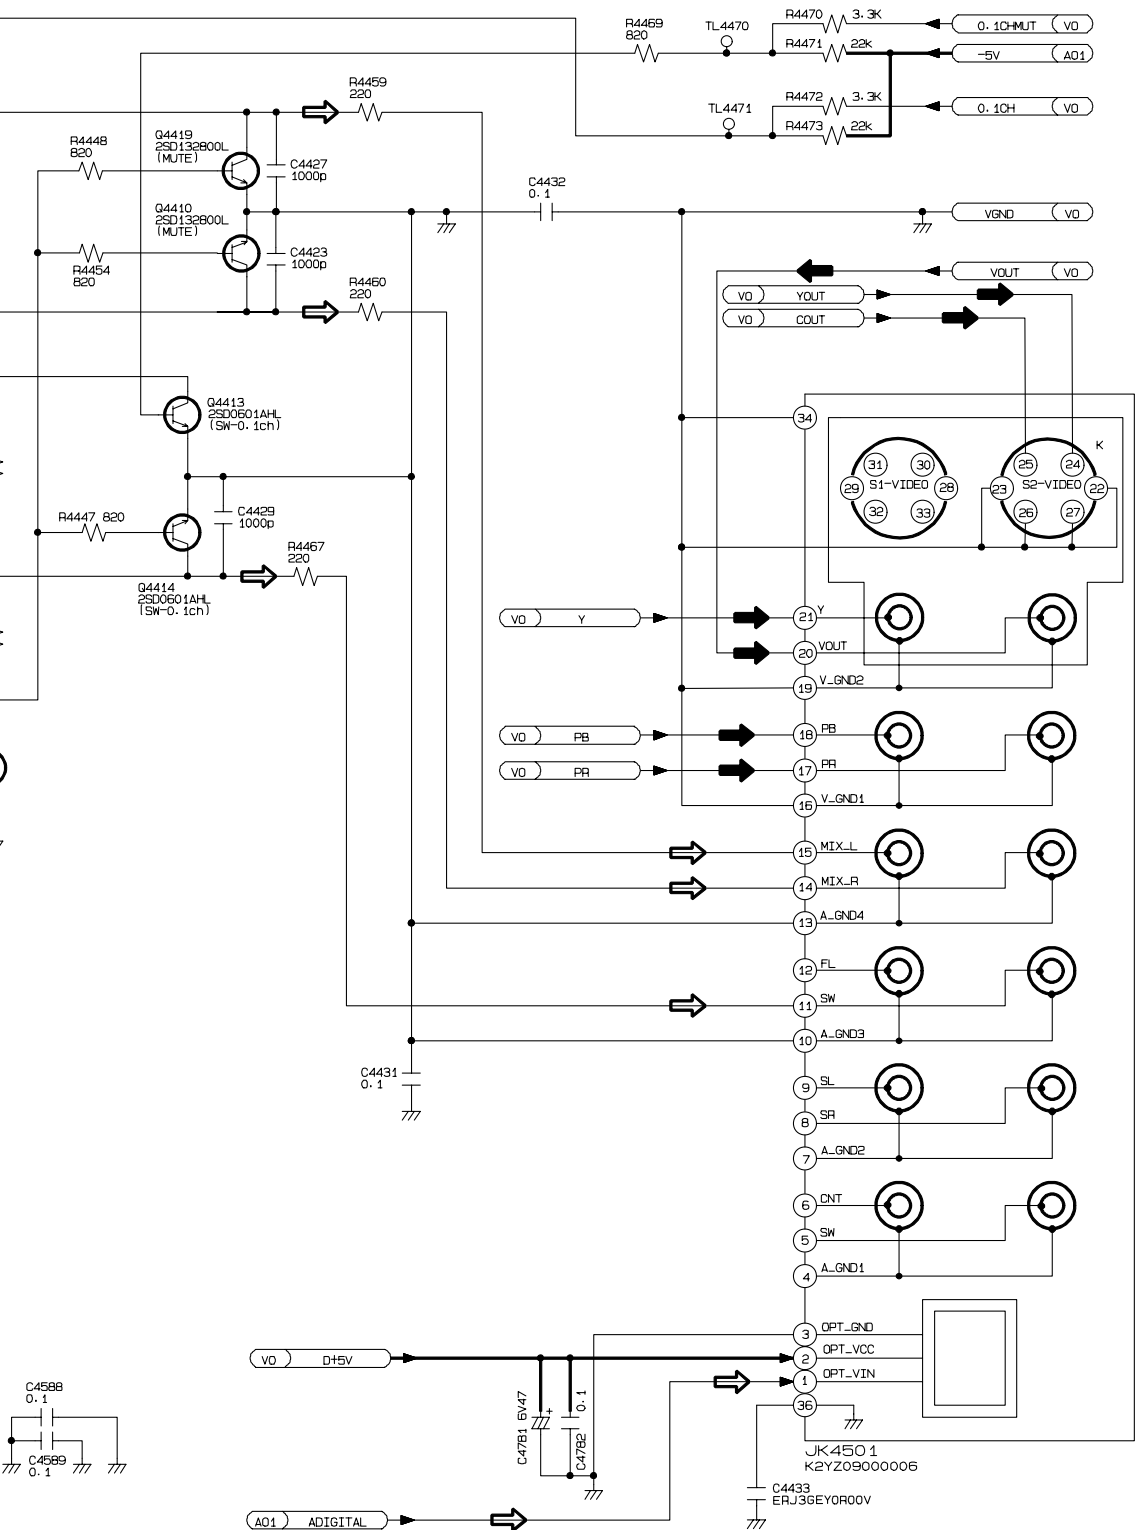 R4469
820
TL4470
R4470 3.3K
0.1CHMUT VO
R4471 22k
-5V A01
TL4471
R4472 3.3K
0.1CH VO
R4473 22k
R4459
220
Q4419
2SD132800L
(MUTE)
R4448
820
C4427
1000p
C4432
0.1
Q4410
2SD132800L
(MUTE)
VGND VO
R4454
820
C4423
1000p
VOUT VO
R4460
220
VO YOUT
VO COUT
Q4413
2SD0601AHL
(SW-0.1ch)
34
K
31 30 25 24
29 S1-VIDEO 28 23 S2-VIDEO 22
32 33 26 27
R4447 820
C4429
1000p
R4467
220
Q4414
2SD0601AHL
(SW-0.1ch)
VO Y
21 Y
20 VOUT
19 V_GND2
VO PB
18 PB
VO PR
17 PR
16 V_GND1
15 MIX_L
14 MIX_R
13 A_GND4
12 FL
11 SW
10 A_GND3
C4431
0.1
9 SL
8 SR
7 A_GND2
6 CNT
5 SW
4 A_GND1
3 OPT_GND
VO D+5V
2 OPT_VCC
1 OPT_VIN
36
C4588
0.1
C4589
0.1
C4781 6V47
+
C4782 0.1
JK4501
K2YZ09000006
C4433
ERJ3GEY0R00V
A01 ADIGITAL